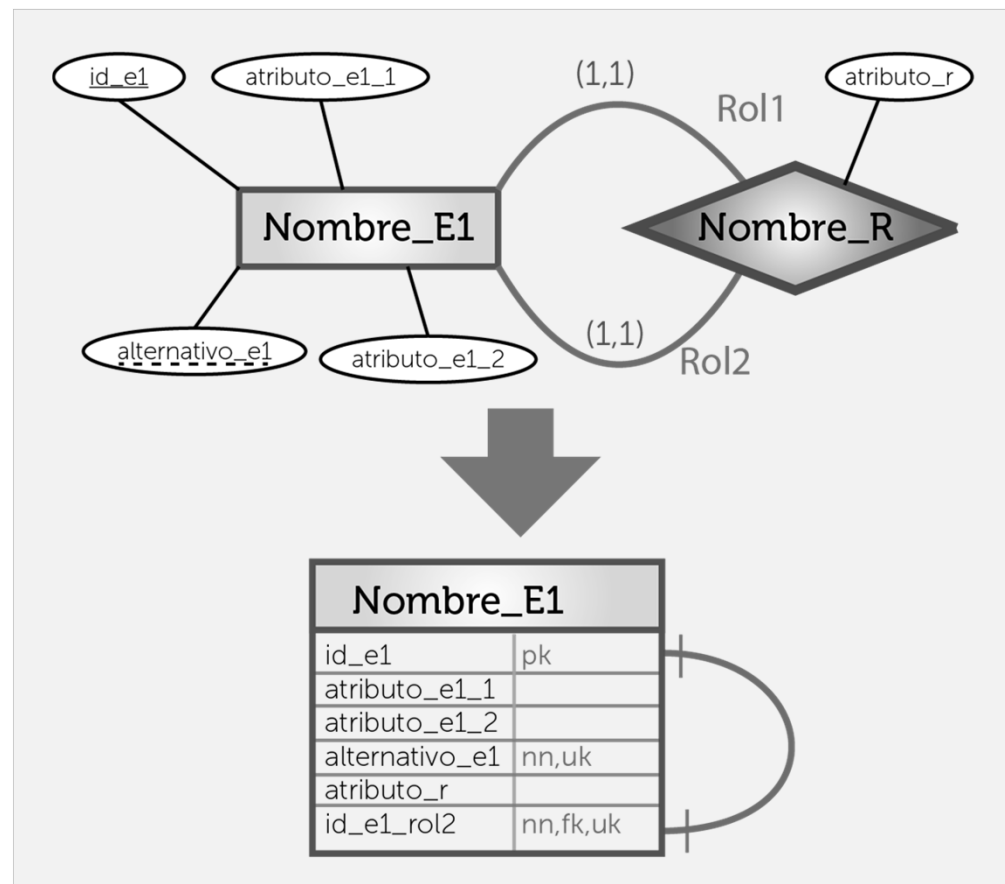 id_e1
atributo_e1_1
(1,1)
Rol1
atributo_r
Nombre_E1
Nombre_R
alternativo_e1
atributo_e1_2
(1,1)
Rol2
Nombre_E1
id_e1 pk
atributo_e1_1
atributo_e1_2
alternativo_e1 nn,uk
atributo_r
id_e1_rol2 nn,fk,uk